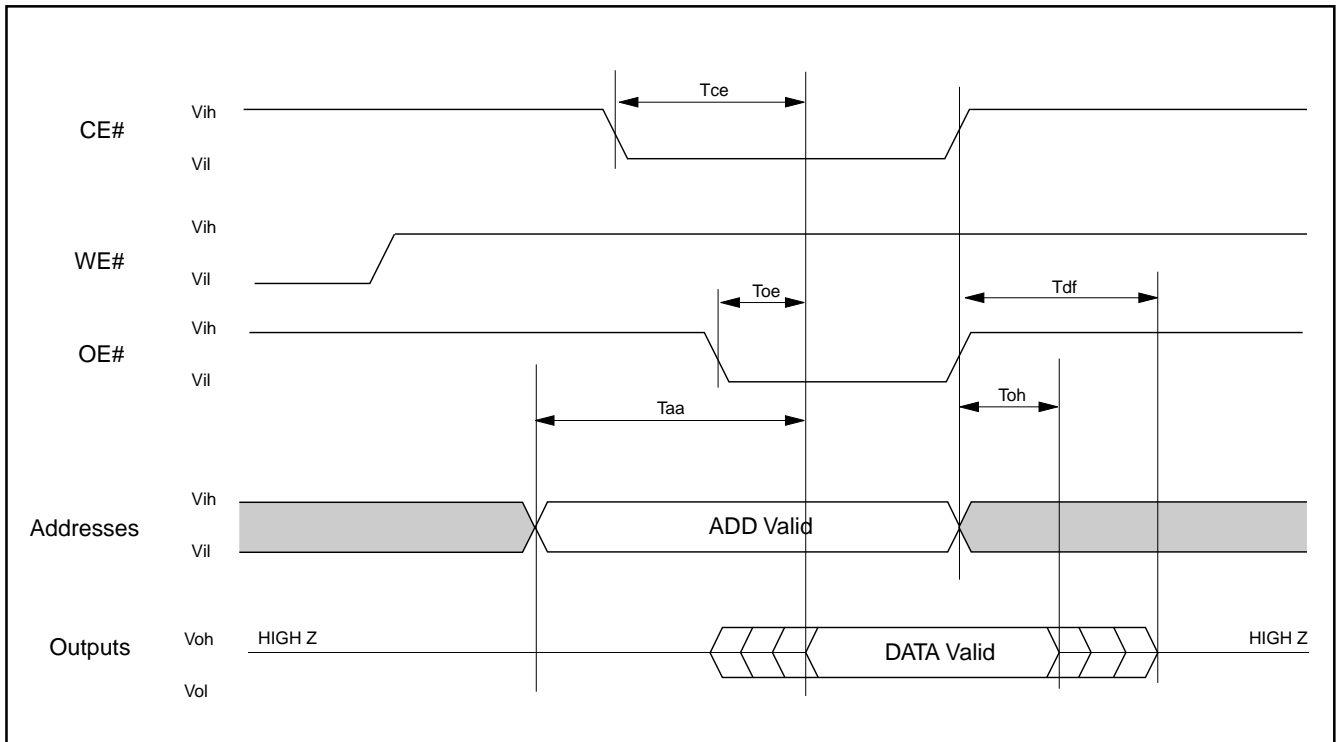 Tce
CE#
Vih
Vil
WE#
Vih
Vil
Toe
Tdf
OE#
Vih
Vil
Taa
Toh
Addresses
Vih
Vil
ADD Valid
Outputs
Voh
HIGH Z
DATA Valid
HIGH Z
Vol